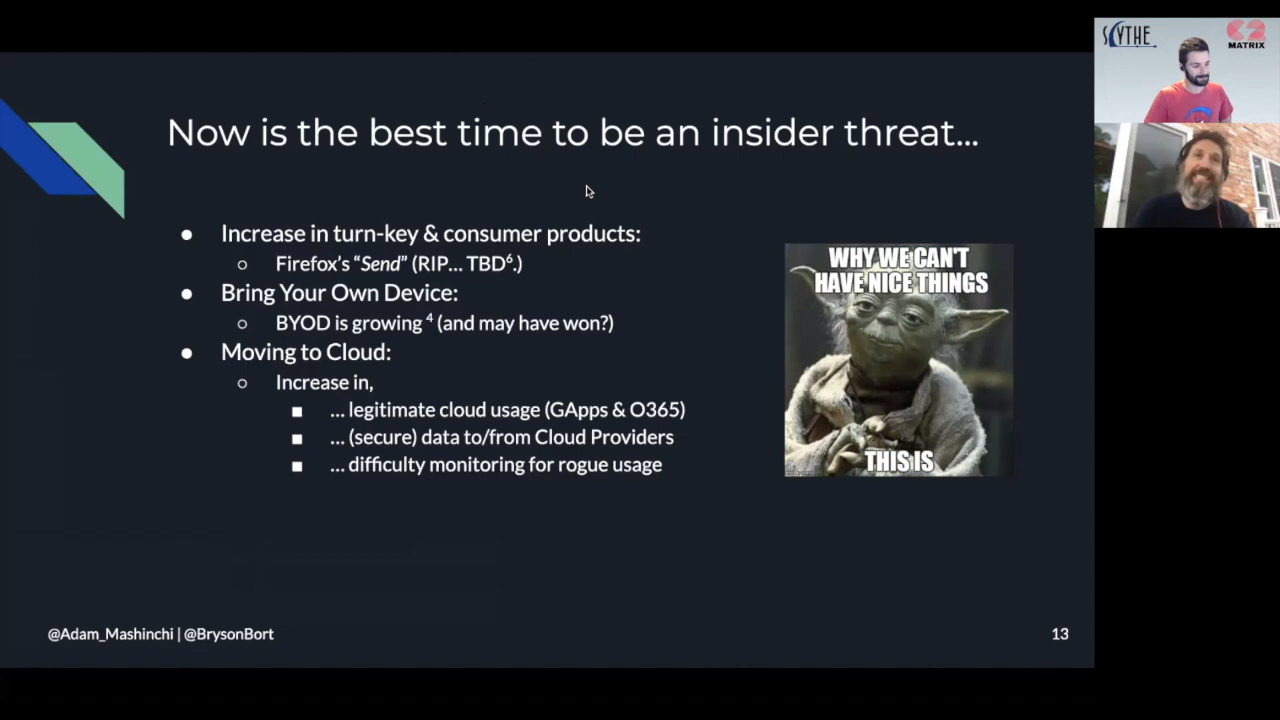 SCYTHE
C2
MATRIX
Now is the best time to be an insider threat...
● Increase in turn-key & consumer products:
○ Firefox's “Send” (RIP... TBD⁶.)
● Bring Your Own Device:
○ BYOD is growing ⁴ (and may have won?)
● Moving to Cloud:
○ Increase in,
■ ... legitimate cloud usage (GApps & O365)
■ ... (secure) data to/from Cloud Providers
■ ... difficulty monitoring for rogue usage
WHY WE CAN'T
HAVE NICE THINGS
THIS IS
@Adam_Mashinchi | @BrysonBort
13